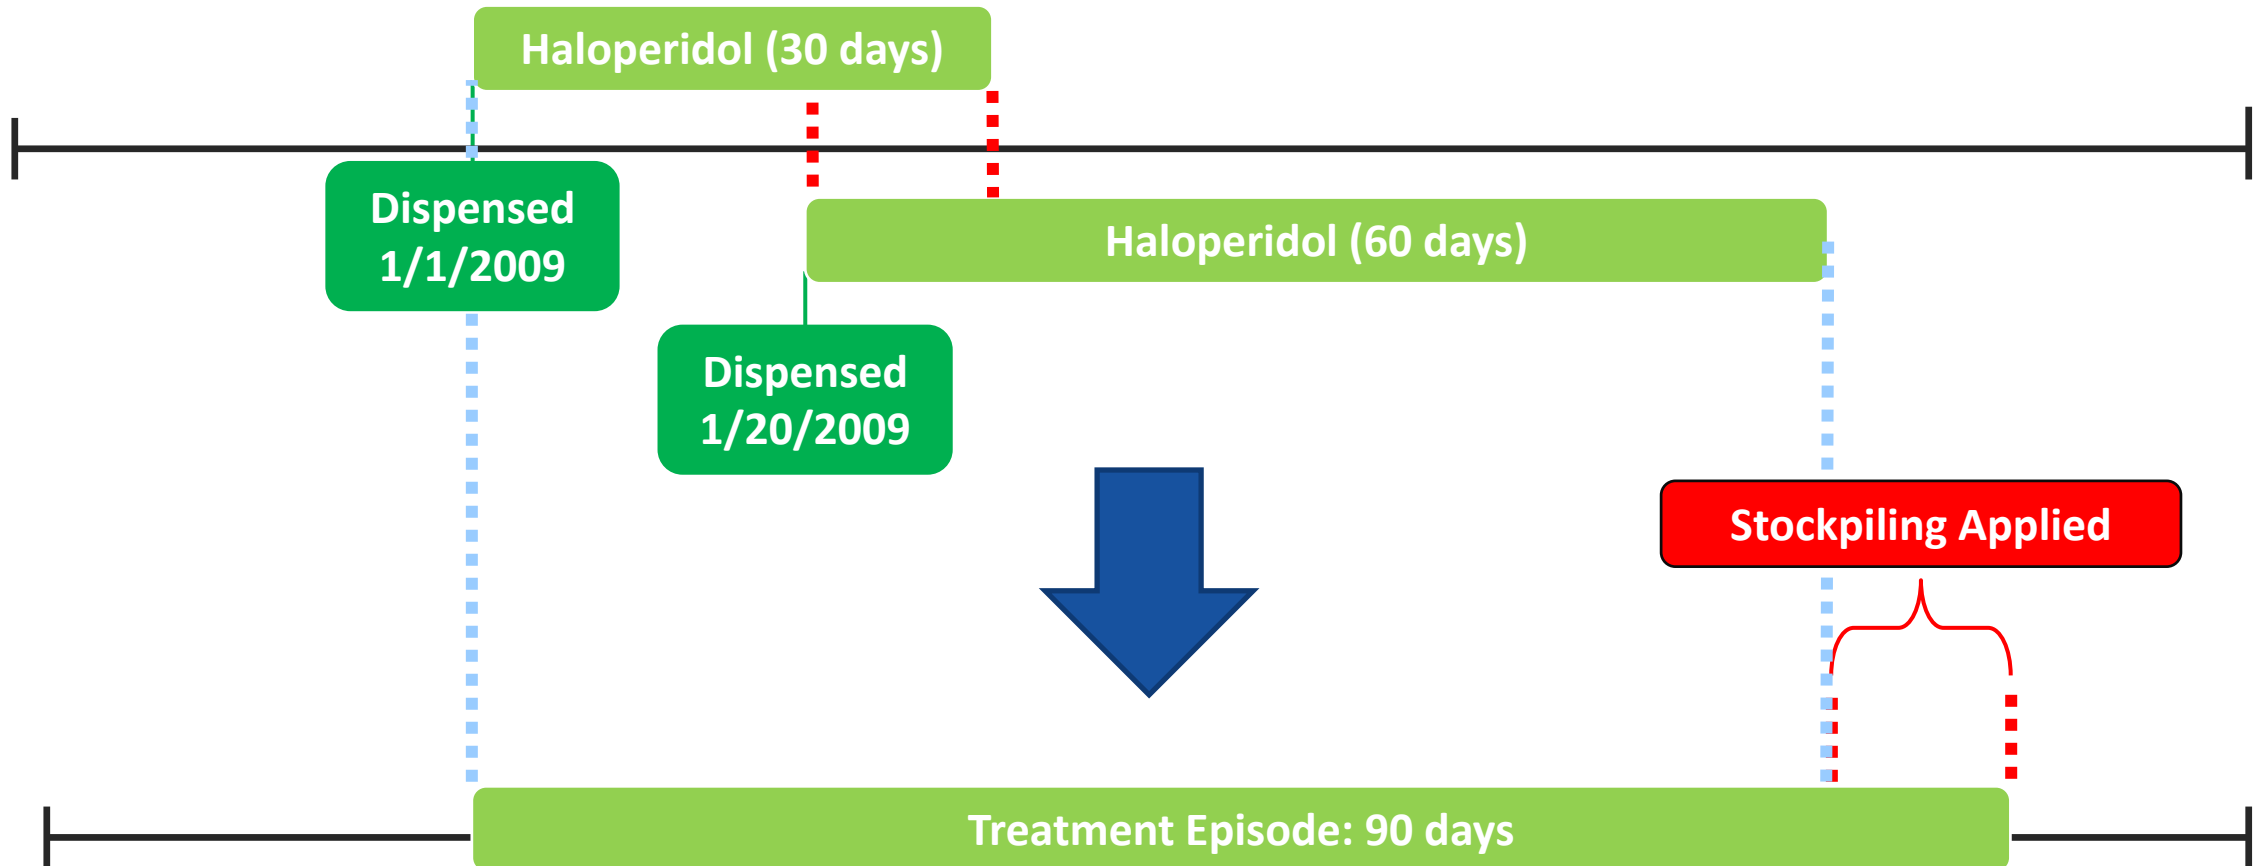 Haloperidol (30 days)
Dispensed
1/1/2009
Haloperidol (60 days)
Dispensed
1/20/2009
Stockpiling Applied
Treatment Episode: 90 days